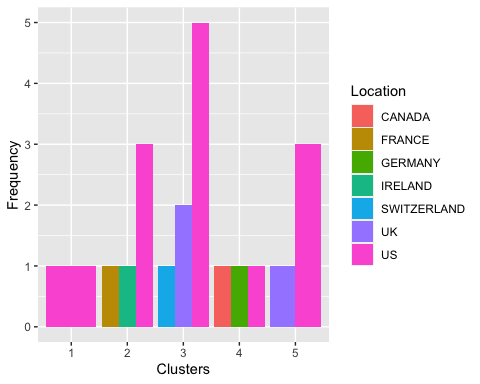 5
4
3
2
1
0
Frequency
1 2 3 4 5
Clusters
Location
CANADA
FRANCE
GERMANY
IRELAND
SWITZERLAND
UK
US